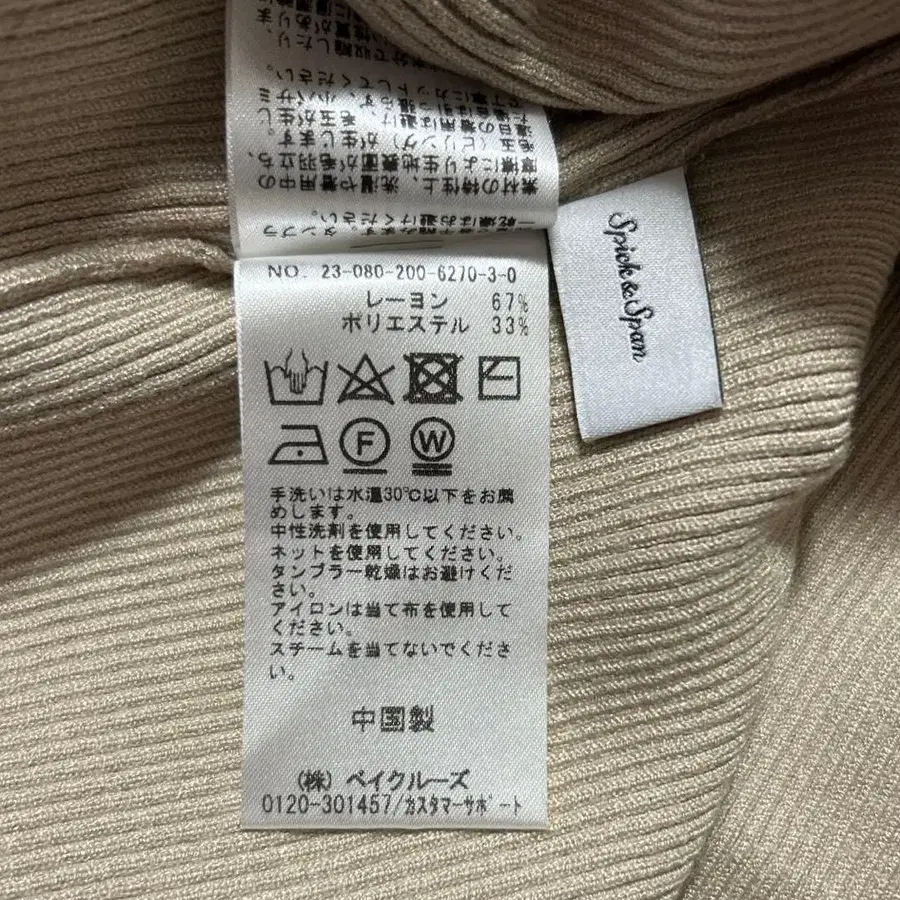 素材の特性上、洗濯や着用中の
摩擦により生地表面が毛羽立ち、
毛玉(ピリング)が生じます。
Spick & Span
NO. 23-080-200-6270-3-0
レーヨン 67%
ポリエステル 33%
F W
手洗いは水温30℃以下をお薦
めします。
中性洗剤を使用してください。
ネットを使用してください。
タンブラー乾燥はお避けくだ
さい。
アイロンは当て布を使用して
ください。
スチームを当てないでくださ
い。
中国製
(株) ベイクルーズ
0120-301457/カスタマーサポート